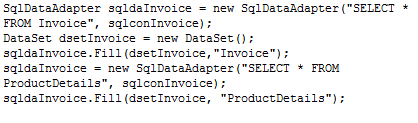 SqlDataAdapter sqldaInvoice = new SqlDataAdapter("SELECT *
FROM Invoice", sqlconInvoice);
DataSet dsetInvoice = new DataSet();
sqldaInvoice.Fill(dsetInvoice,"Invoice");
sqldaInvoice = new SqlDataAdapter("SELECT * FROM
ProductDetails", sqlconInvoice);
sqldaInvoice.Fill(dsetInvoice, "ProductDetails");